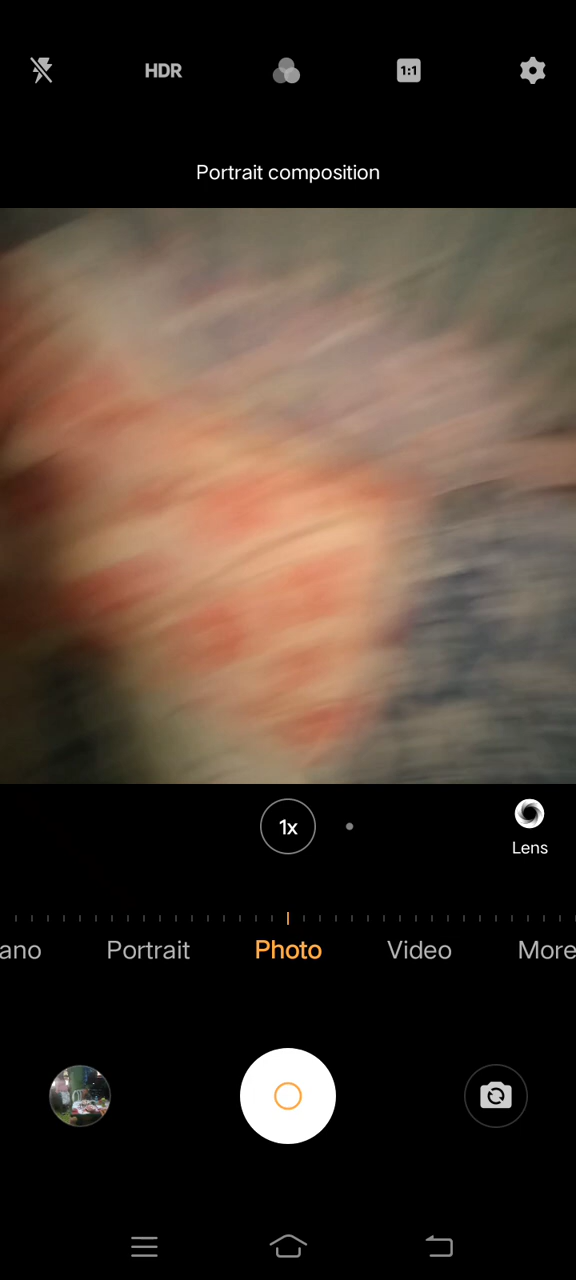 HDR
1:1
Portrait composition
1x
Lens
ano Portrait Photo Video More